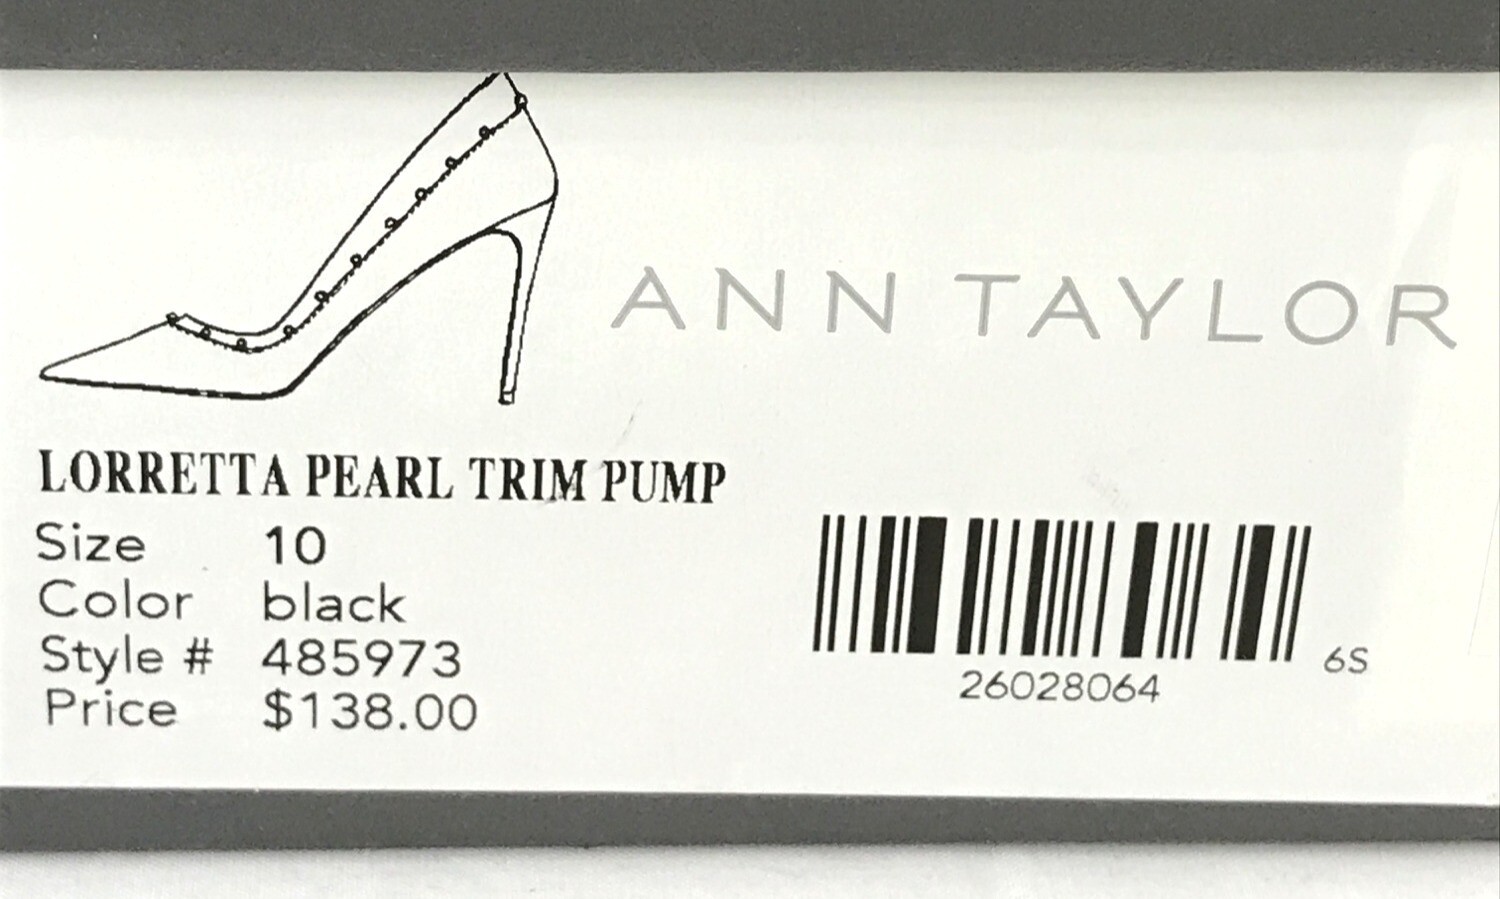 ANN TAYLOR
LORRETTA PEARL TRIM PUMP
Size 10
Color black
Style # 485973
Price $138.00
6S
26028064